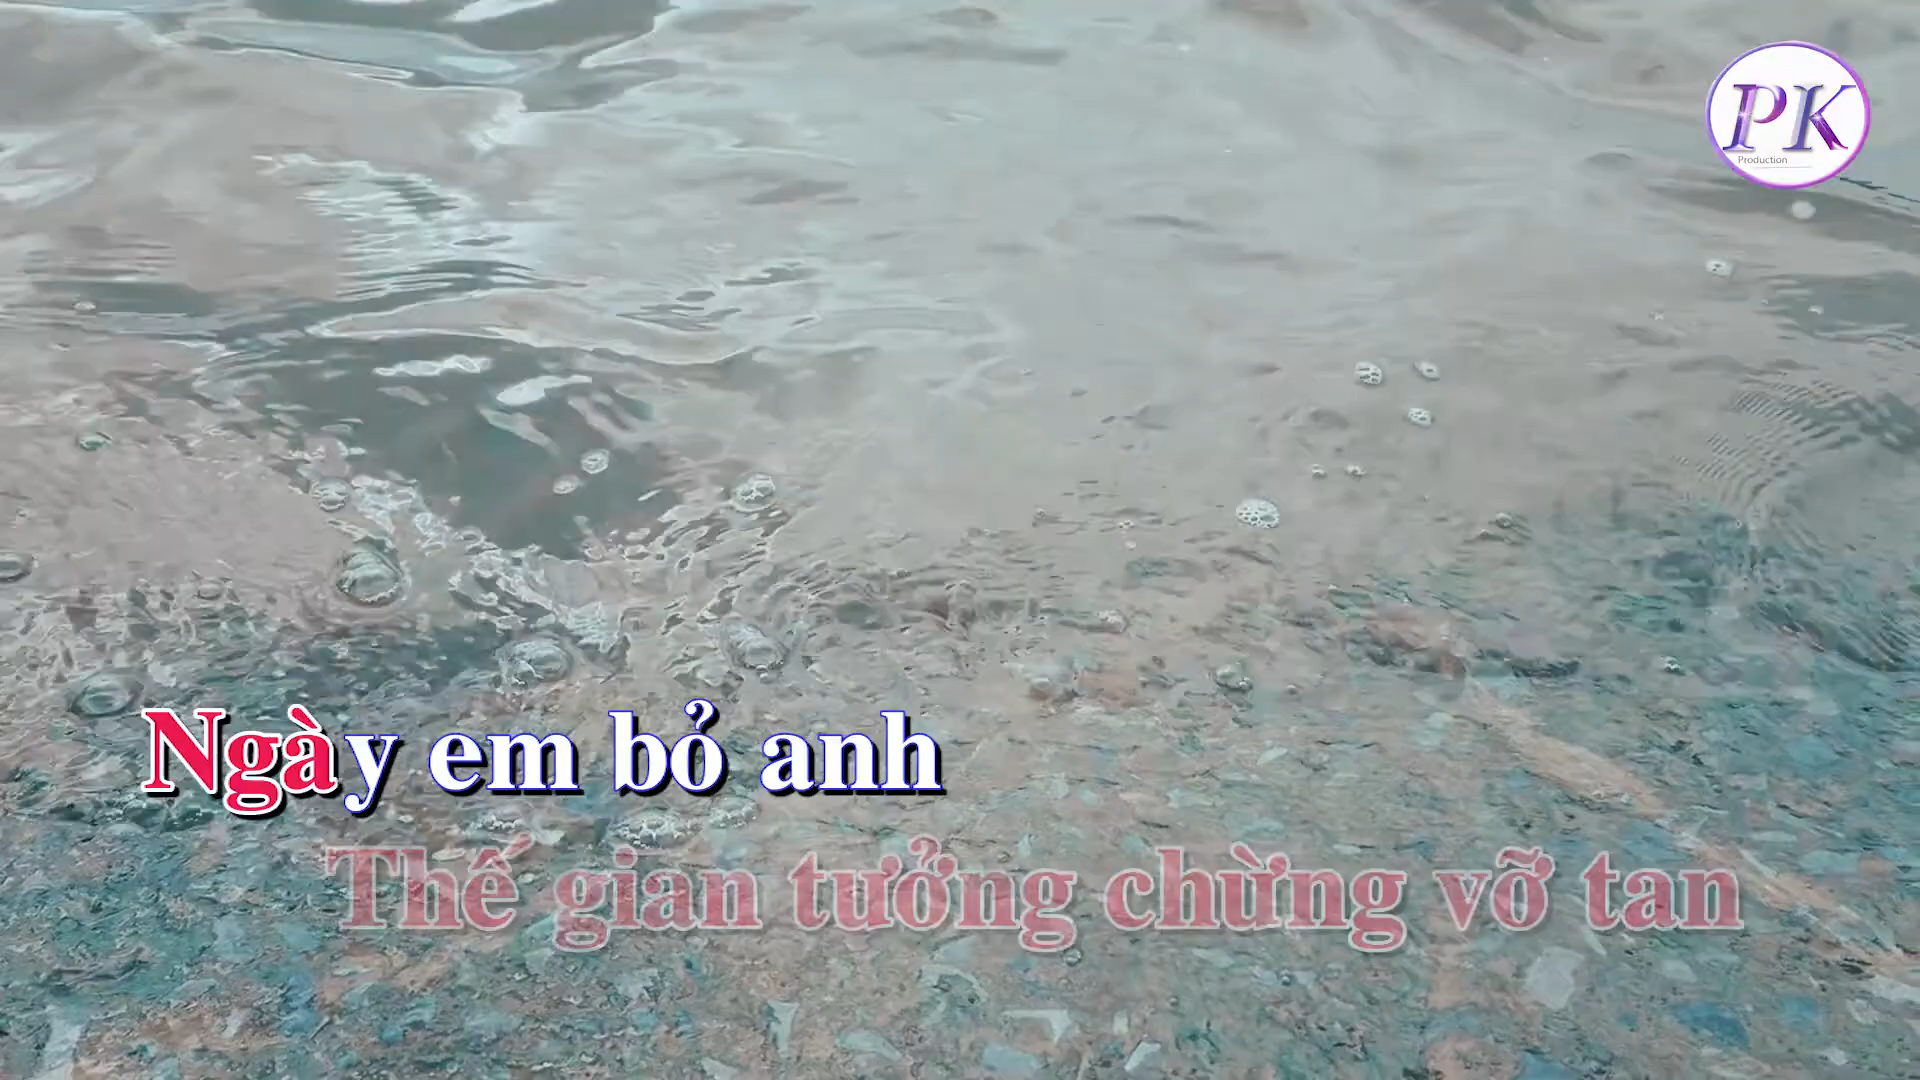 PK
Production
Ngày em bỏ anh
Thế gian tưởng chừng vỡ tan